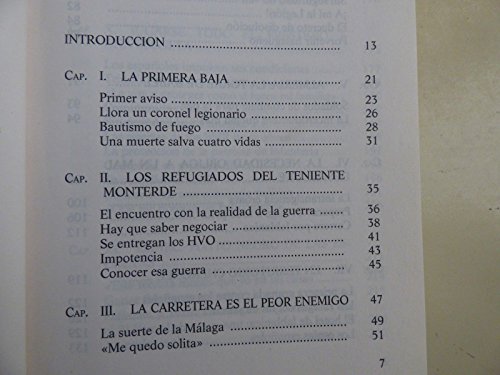 INTRODUCCION ........................ 13
CAP. I. LA PRIMERA BAJA ........................ 21
Primer aviso ........................ 23
Llora un coronel legionario ........................ 26
Bautismo de fuego ........................ 28
Una muerte salva cuatro vidas ........................ 31
CAP. II. LOS REFUGIADOS DEL TENIENTE
MONTERDE ........................ 35
El encuentro con la realidad de la guerra ........................ 36
Hay que saber negociar ........................ 38
Se entregan los HVO ........................ 41
Impotencia ........................ 43
Conocer esa guerra ........................ 45
CAP. III. LA CARRETERA ES EL PEOR ENEMIGO 47
La suerte de la Málaga ........................ 49
«Me quedo solita» ........................ 51
7